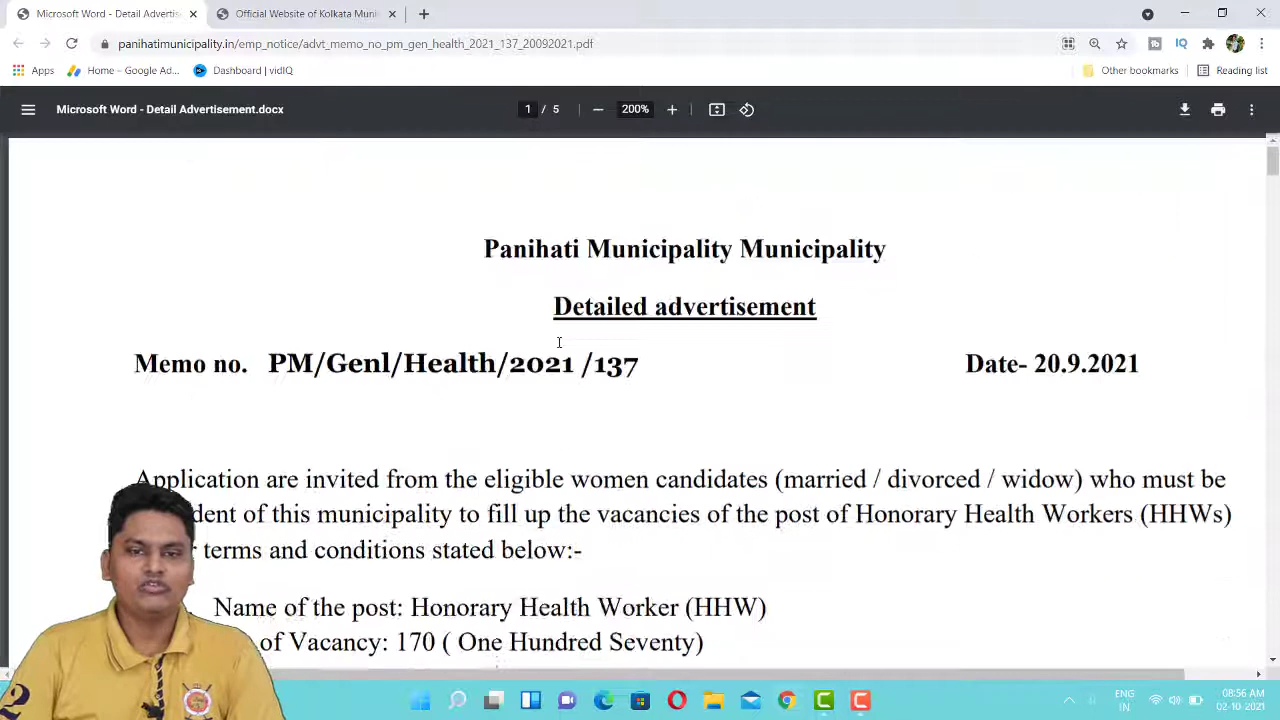 Microsoft Word - Detail Advertise
Official Website of Kolkata Muni
panihatimunicipality.in/emp_notice/advt_memo_no_pm_gen_health_2021_137_20092021.pdf
Apps
Home – Google Ad...
Dashboard | vidIQ
Other bookmarks
Reading list
Microsoft Word - Detail Advertisement.docx
1 / 5
200%
Panihati Municipality Municipality
Detailed advertisement
Memo no. PM/Genl/Health/2021 /137 Date- 20.9.2021
Application are invited from the eligible women candidates (married / divorced / widow) who must be
dent of this municipality to fill up the vacancies of the post of Honorary Health Workers (HHWs)
terms and conditions stated below:-
Name of the post: Honorary Health Worker (HHW)
of Vacancy: 170 ( One Hundred Seventy)
2
ENG
IN
08:56 AM
02-10-2021